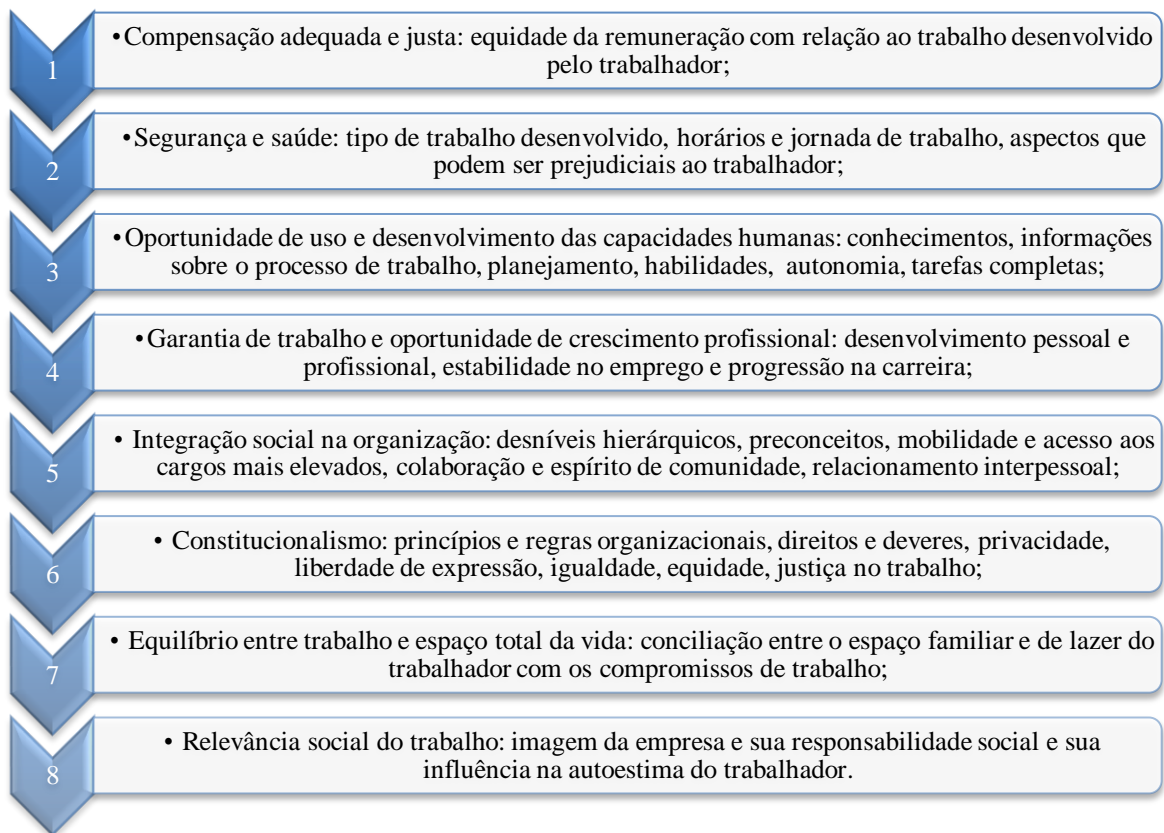 1
•Compensação adequada e justa: equidade da remuneração com relação ao trabalho desenvolvido
pelo trabalhador;
2
•Segurança e saúde: tipo de trabalho desenvolvido, horários e jornada de trabalho, aspectos que
podem ser prejudiciais ao trabalhador;
3
•Oportunidade de uso e desenvolvimento das capacidades humanas: conhecimentos, informações
sobre o processo de trabalho, planejamento, habilidades, autonomia, tarefas completas;
4
•Garantia de trabalho e oportunidade de crescimento profissional: desenvolvimento pessoal e
profissional, estabilidade no emprego e progressão na carreira;
5
• Integração social na organização: desníveis hierárquicos, preconceitos, mobilidade e acesso aos
cargos mais elevados, colaboração e espírito de comunidade, relacionamento interpessoal;
6
• Constitucionalismo: princípios e regras organizacionais, direitos e deveres, privacidade,
liberdade de expressão, igualdade, equidade, justiça no trabalho;
7
• Equilíbrio entre trabalho e espaço total da vida: conciliação entre o espaço familiar e de lazer do
trabalhador com os compromissos de trabalho;
8
• Relevância social do trabalho: imagem da empresa e sua responsabilidade social e sua
influência na autoestima do trabalhador.